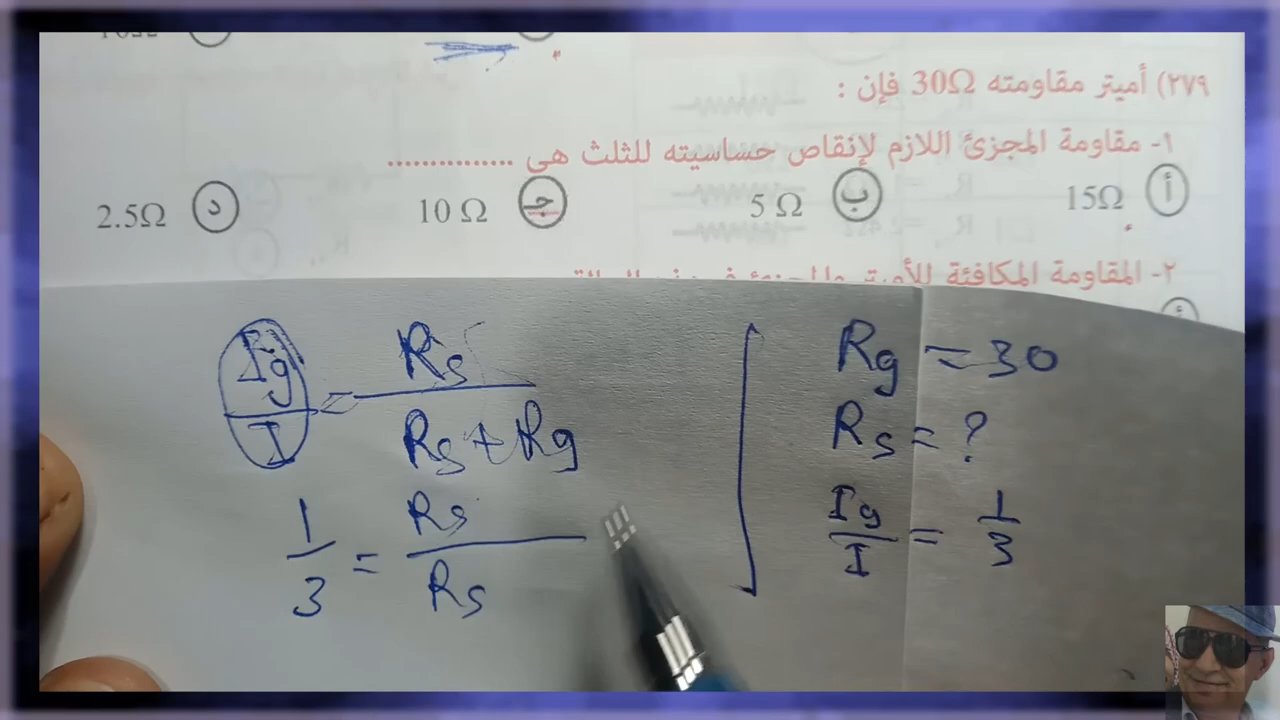 ٢٧٩) أميتر مقاومته 30Ω فإن :
١- مقاومة المجزئ اللازم لإنقاص حساسيته للثلث هى ...............
أ 15Ω ب 5 Ω جـ 10 Ω د 2.5Ω
٢- المقاومة المكافئة للأميتر
Ig/I = Rs/(Rs + Rg)
1/3 = Rs/Rs
Rg = 30
Rs = ?
Ig/I = 1/3